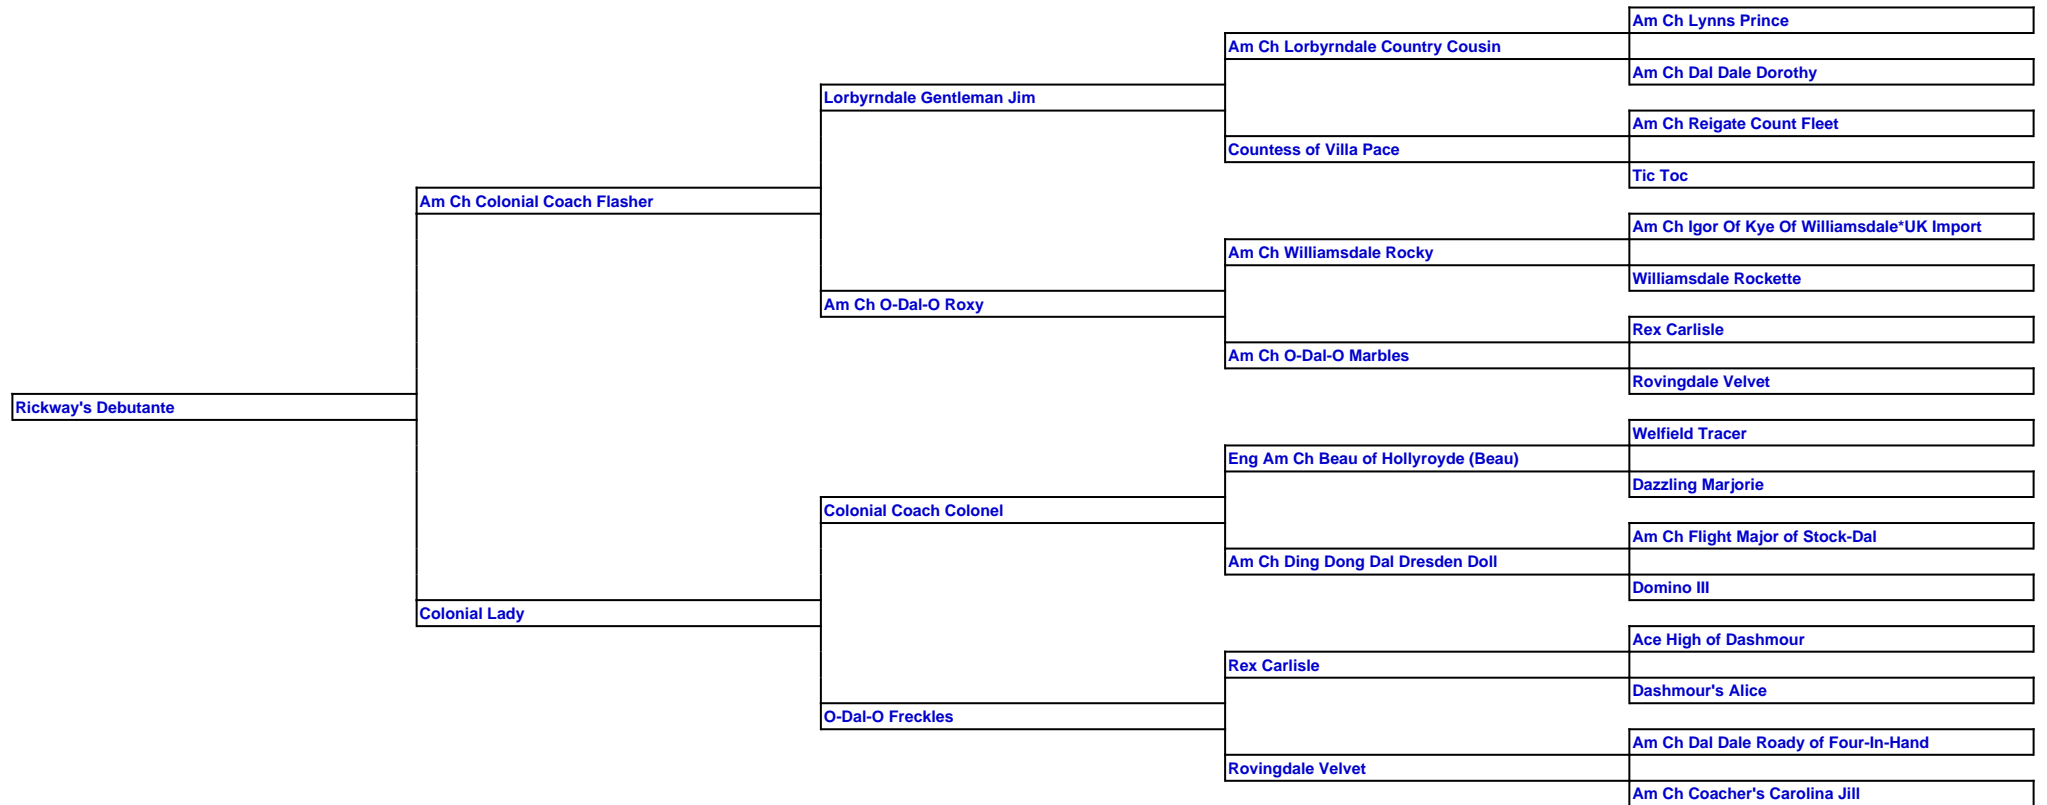 Am Ch Lynns Prince
Am Ch Lorbyrndale Country Cousin
Am Ch Dal Dale Dorothy
Lorbyrndale Gentleman Jim
Am Ch Reigate Count Fleet
Countess of Villa Pace
Tic Toc
Am Ch Colonial Coach Flasher
Am Ch Igor Of Kye Of Williamsdale*UK Import
Am Ch Williamsdale Rocky
Williamsdale Rockette
Am Ch O-Dal-O Roxy
Rex Carlisle
Am Ch O-Dal-O Marbles
Rovingdale Velvet
Rickway's Debutante
Welfield Tracer
Eng Am Ch Beau of Hollyroyde (Beau)
Dazzling Marjorie
Colonial Coach Colonel
Am Ch Flight Major of Stock-Dal
Am Ch Ding Dong Dal Dresden Doll
Domino III
Colonial Lady
Ace High of Dashmour
Rex Carlisle
Dashmour's Alice
O-Dal-O Freckles
Am Ch Dal Dale Roady of Four-In-Hand
Rovingdale Velvet
Am Ch Coacher's Carolina Jill